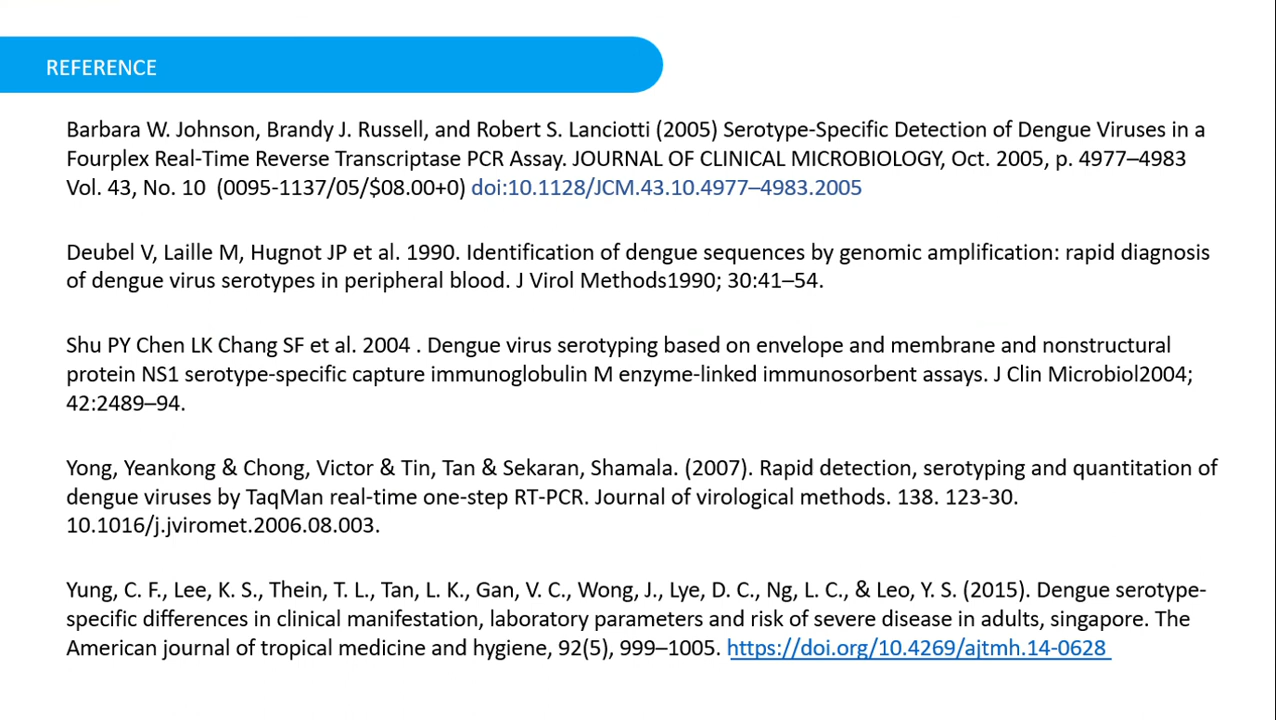 REFERENCE
Barbara W. Johnson, Brandy J. Russell, and Robert S. Lanciotti (2005) Serotype-Specific Detection of Dengue Viruses in a
Fourplex Real-Time Reverse Transcriptase PCR Assay. JOURNAL OF CLINICAL MICROBIOLOGY, Oct. 2005, p. 4977–4983
Vol. 43, No. 10  (0095-1137/05/$08.00+0) doi:10.1128/JCM.43.10.4977–4983.2005
Deubel V, Laille M, Hugnot JP et al. 1990. Identification of dengue sequences by genomic amplification: rapid diagnosis
of dengue virus serotypes in peripheral blood. J Virol Methods1990; 30:41–54.
Shu PY Chen LK Chang SF et al. 2004 . Dengue virus serotyping based on envelope and membrane and nonstructural
protein NS1 serotype-specific capture immunoglobulin M enzyme-linked immunosorbent assays. J Clin Microbiol2004;
42:2489–94.
Yong, Yeankong & Chong, Victor & Tin, Tan & Sekaran, Shamala. (2007). Rapid detection, serotyping and quantitation of
dengue viruses by TaqMan real-time one-step RT-PCR. Journal of virological methods. 138. 123-30.
10.1016/j.jviromet.2006.08.003.
Yung, C. F., Lee, K. S., Thein, T. L., Tan, L. K., Gan, V. C., Wong, J., Lye, D. C., Ng, L. C., & Leo, Y. S. (2015). Dengue serotype-
specific differences in clinical manifestation, laboratory parameters and risk of severe disease in adults, singapore. The
American journal of tropical medicine and hygiene, 92(5), 999–1005. https://doi.org/10.4269/ajtmh.14-0628